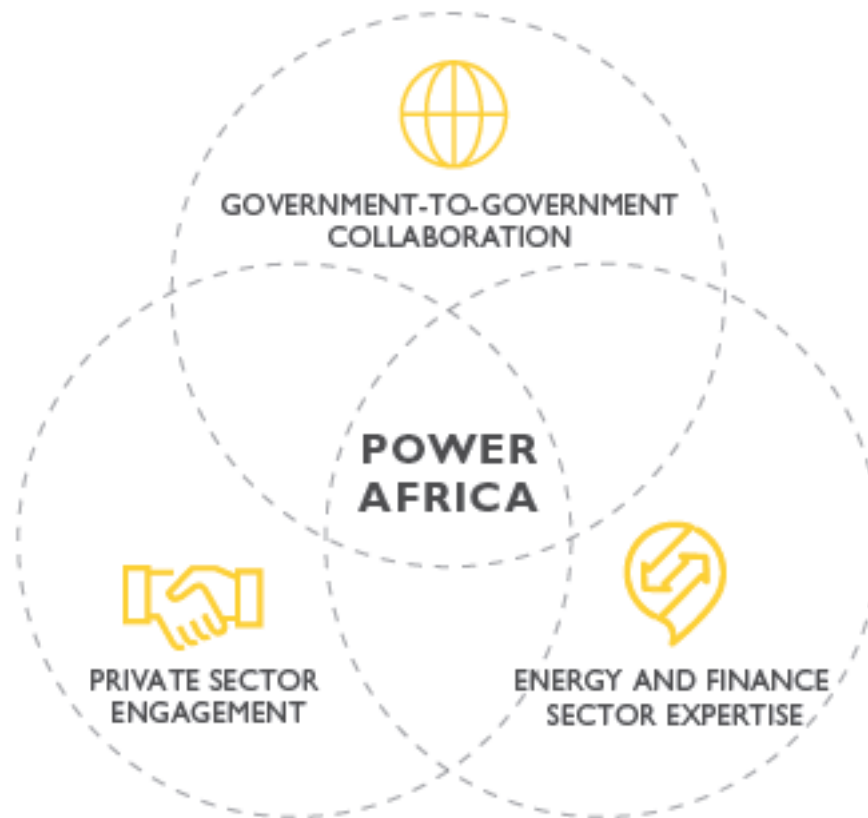 GOVERNMENT-TO-GOVERNMENT
COLLABORATION
POWER
AFRICA
PRIVATE SECTOR
ENGAGEMENT
ENERGY AND FINANCE
SECTOR EXPERTISE